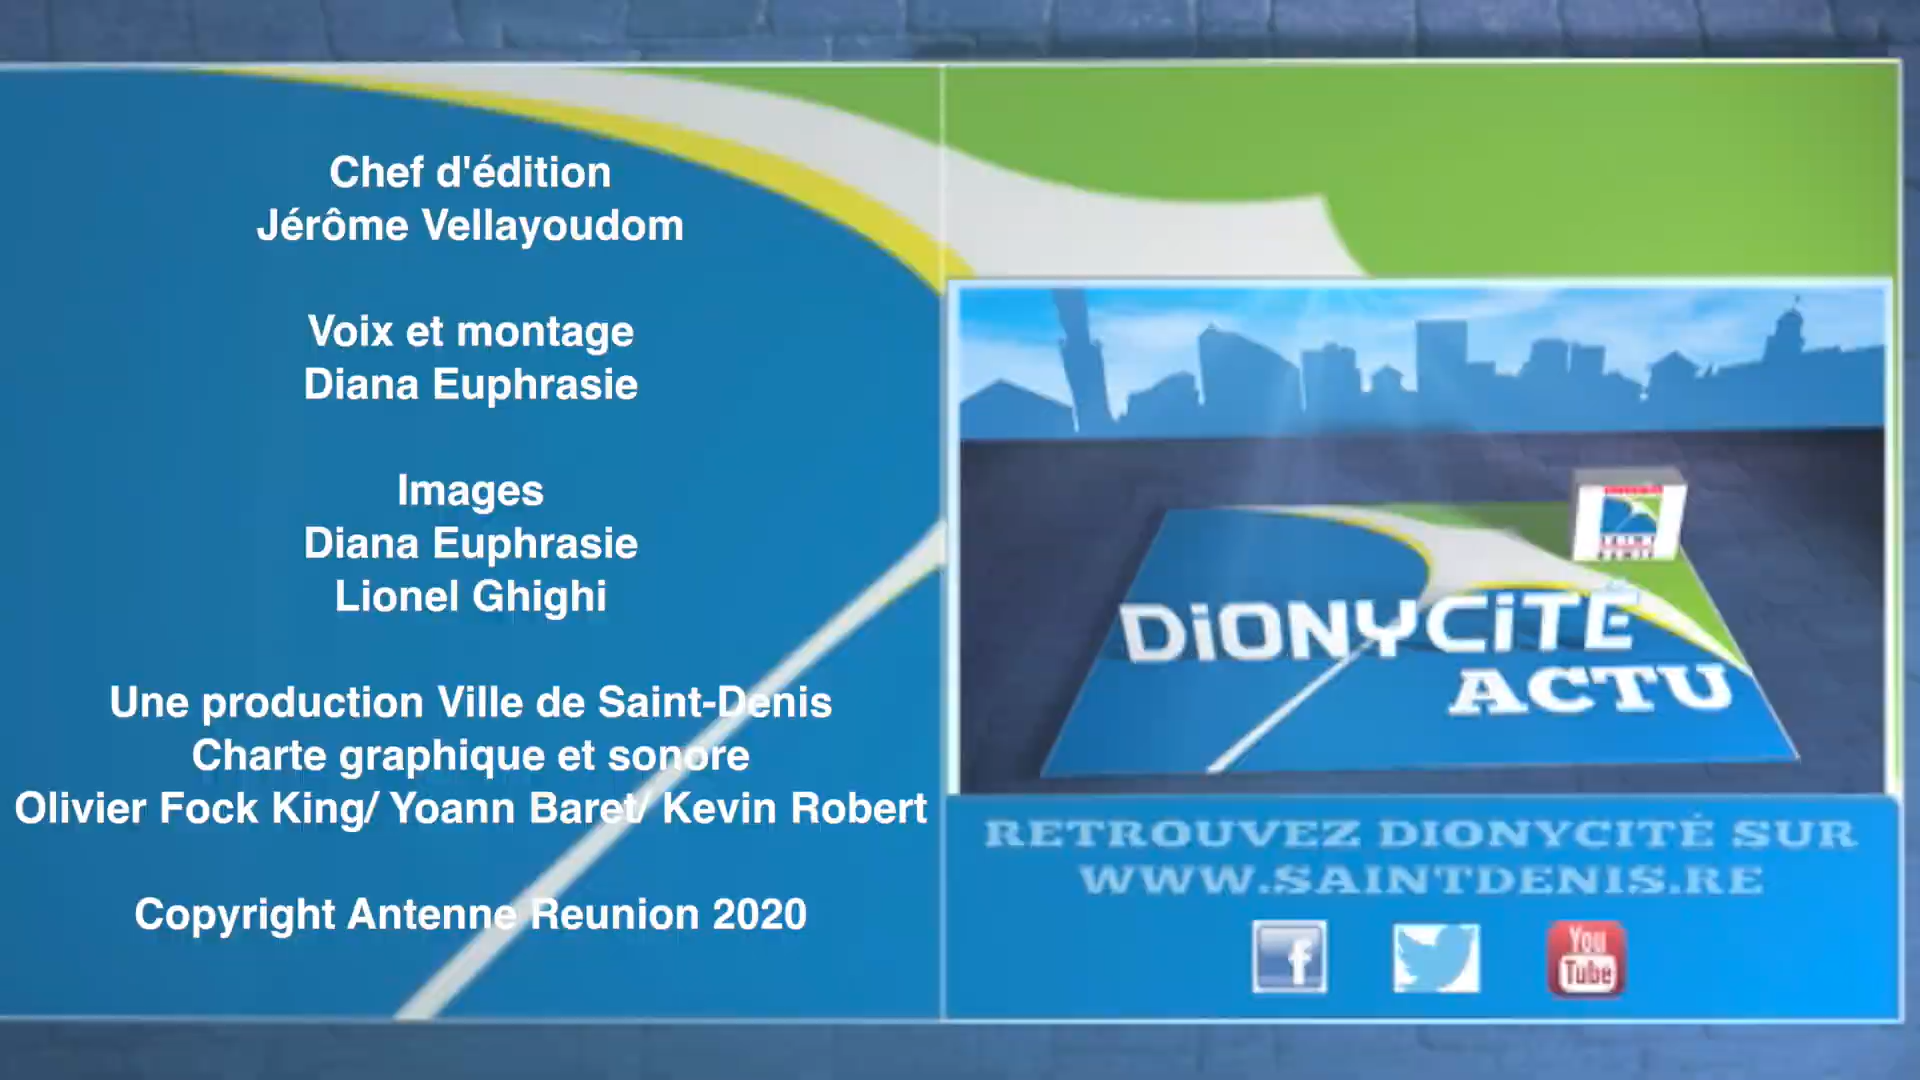 Chef d'édition
Jérôme Vellayoudom
Voix et montage
Diana Euphrasie
Images
Diana Euphrasie
Lionel Ghighi
Une production Ville de Saint-Denis
Charte graphique et sonore
Olivier Fock King/ Yoann Baret/ Kevin Robert
Copyright Antenne Reunion 2020
SAINT
DENIS
DiONYCiTÉ
ACTU
RETROUVEZ DIONYCITÉ SUR
WWW.SAINTDENIS.RE
f
You
Tube